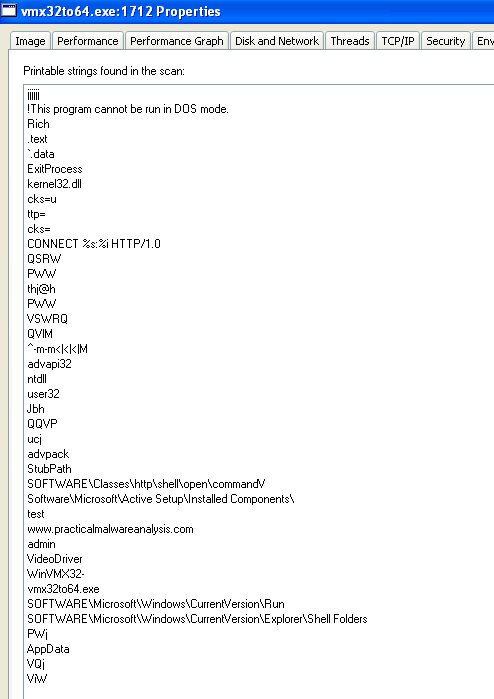 vmx32to64.exe:1712 Properties
Image Performance Performance Graph Disk and Network Threads TCP/IP Security Env
Printable strings found in the scan:
jjjjjj
!This program cannot be run in DOS mode.
Rich
.text
`.data
ExitProcess
kernel32.dll
cks=u
ttp=
cks=
CONNECT %s:%i HTTP/1.0
QSRW
PWW
thj@h
PWW
VSWRQ
QVIM
^-m-m<|<|<|M
advapi32
ntdll
user32
Jbh
QQVP
ucj
advpack
StubPath
SOFTWARE\Classes\http\shell\open\commandV
Software\Microsoft\Active Setup\Installed Components\
test
www.practicalmalwareanalysis.com
admin
VideoDriver
WinVMX32-
vmx32to64.exe
SOFTWARE\Microsoft\Windows\CurrentVersion\Run
SOFTWARE\Microsoft\Windows\CurrentVersion\Explorer\Shell Folders
PWj
AppData
VQj
ViW